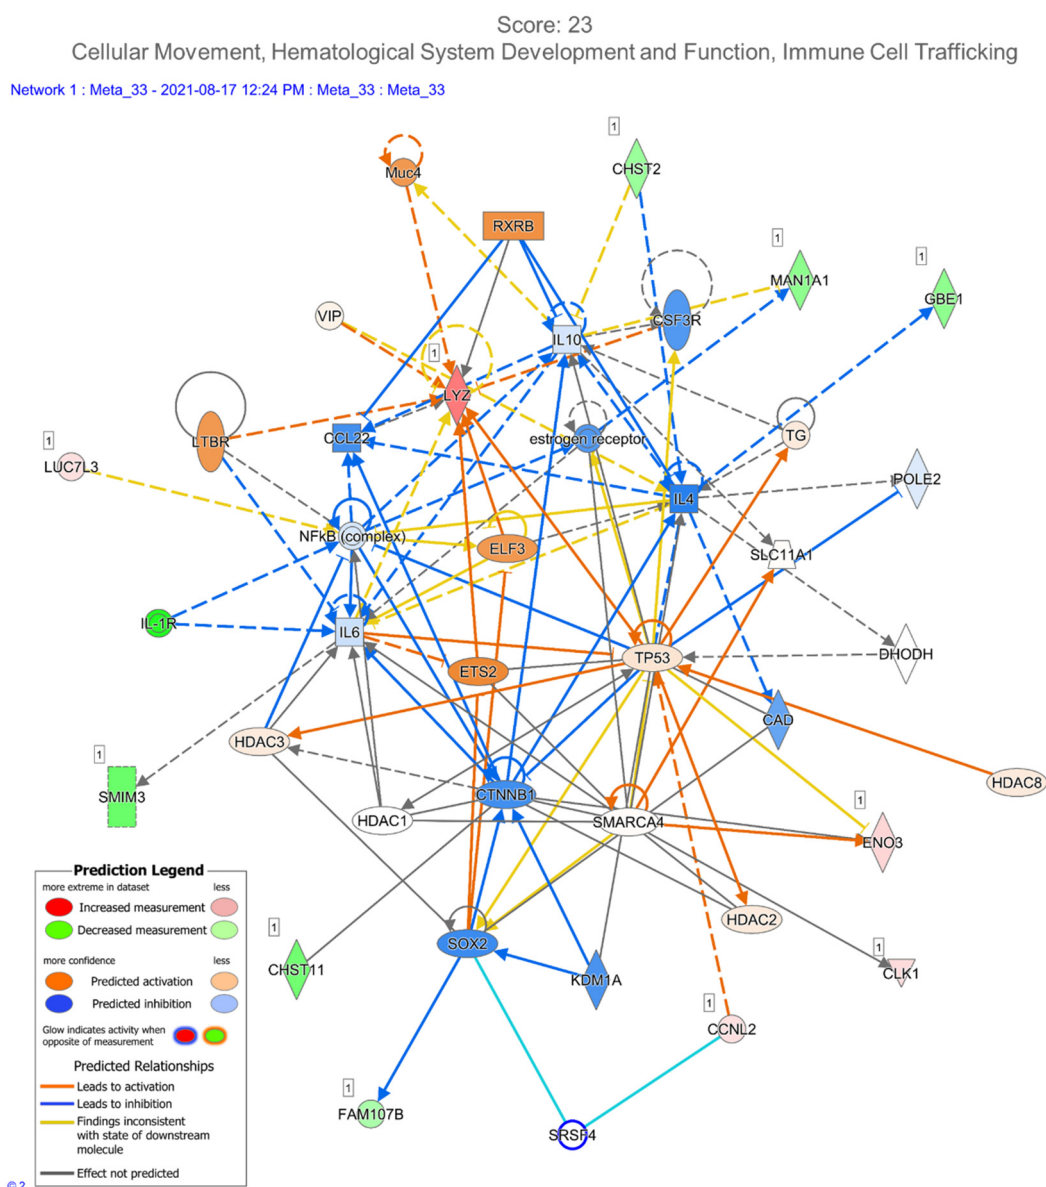 Score: 23
Cellular Movement, Hematological System Development and Function, Immune Cell Trafficking
Network 1 : Meta_33 - 2021-08-17 12:24 PM : Meta_33 : Meta_33
1
Muc4
CHST2
RXRB
1
MAN1A1
1
GBE1
VIP
CSF3R
IL10
1
LYZ
LTBR
CCL22
estrogen receptor
TG
1
LUC7L3
POLE2
IL4
NFkB (complex)
ELF3
SLC11A1
IL-1R
IL6
TP53
DHODH
ETS2
CAD
HDAC3
1
SMIM3
CTNNB1
HDAC8
HDAC1
SMARCA4
1
ENO3
HDAC2
1
CHST11
SOX2
KDM1A
1
CLK1
1
CCNL2
1
FAM107B
SRSF4
Prediction Legend
more extreme in dataset less
Increased measurement
Decreased measurement
more confidence less
Predicted activation
Predicted inhibition
Glow indicates activity when
opposite of measurement
Predicted Relationships
Leads to activation
Leads to inhibition
Findings inconsistent
with state of downstream
molecule
Effect not predicted
© 2